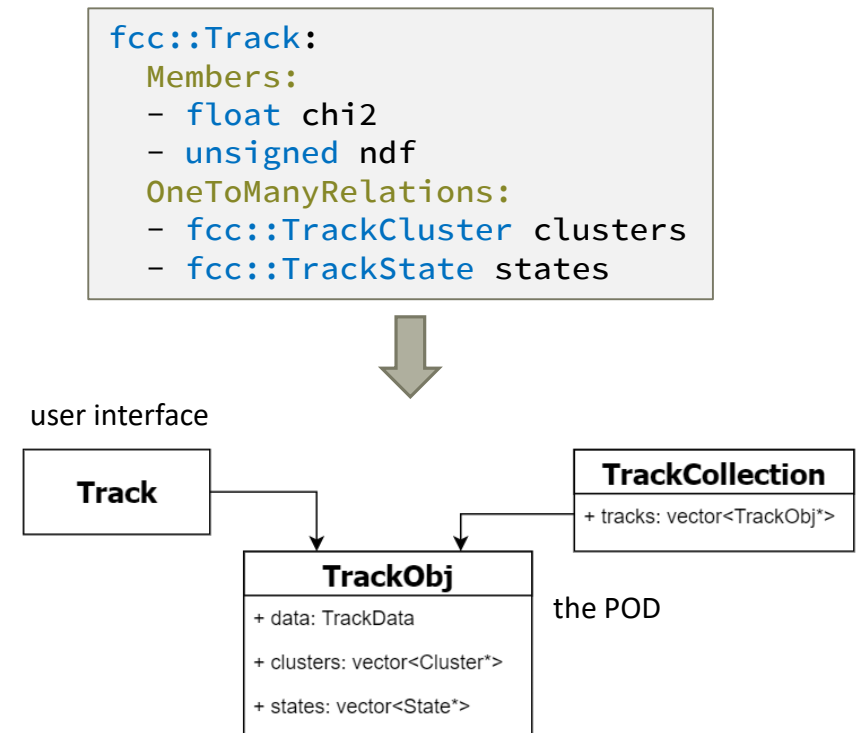 fcc::Track:
Members:
- float chi2
- unsigned ndf
OneToManyRelations:
- fcc::TrackCluster clusters
- fcc::TrackState states
user interface
Track
TrackCollection
+ tracks: vector<TrackObj*>
TrackObj
+ data: TrackData
+ clusters: vector<Cluster*>
+ states: vector<State*>
the POD